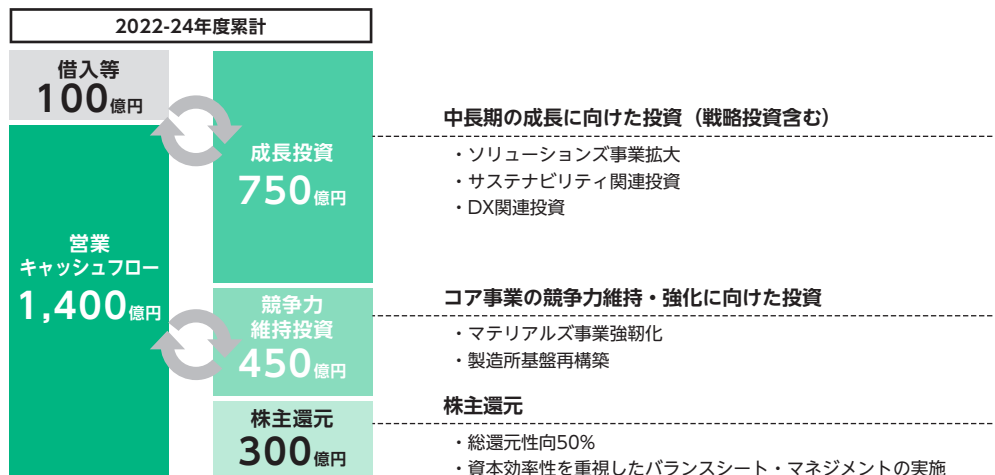 2022-24年度累計
借入等
100億円
営業
キャッシュフロー
1,400億円
成長投資
750億円
競争力
維持投資
450億円
株主還元
300億円
中長期の成長に向けた投資（戦略投資含む）
・ソリューションズ事業拡大
・サステナビリティ関連投資
・DX関連投資
コア事業の競争力維持・強化に向けた投資
・マテリアルズ事業強靭化
・製造所基盤再構築
株主還元
・総還元性向50%
・資本効率性を重視したバランスシート・マネジメントの実施